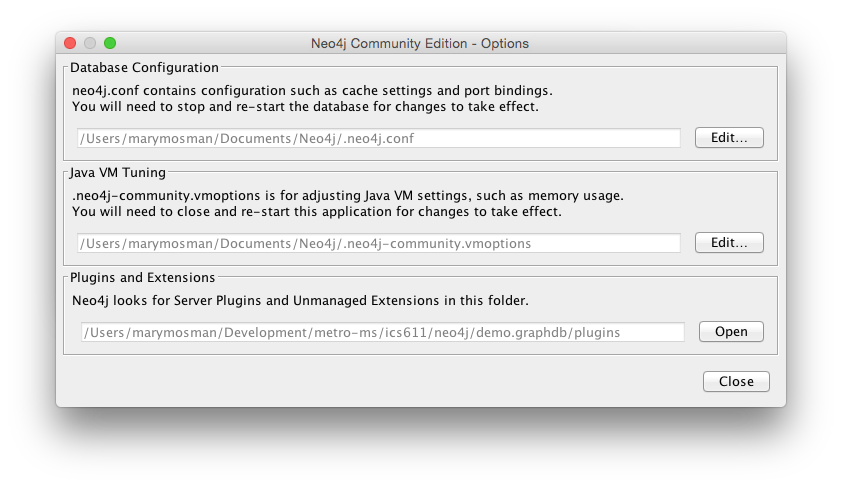 Neo4j Community Edition - Options
Database Configuration
neo4j.conf contains configuration such as cache settings and port bindings.
You will need to stop and re-start the database for changes to take effect.
/Users/marymosman/Documents/Neo4j/.neo4j.conf
Edit...
Java VM Tuning
.neo4j-community.vmoptions is for adjusting Java VM settings, such as memory usage.
You will need to close and re-start this application for changes to take effect.
/Users/marymosman/Documents/Neo4j/.neo4j-community.vmoptions
Edit...
Plugins and Extensions
Neo4j looks for Server Plugins and Unmanaged Extensions in this folder.
/Users/marymosman/Development/metro-ms/ics611/neo4j/demo.graphdb/plugins
Open
Close